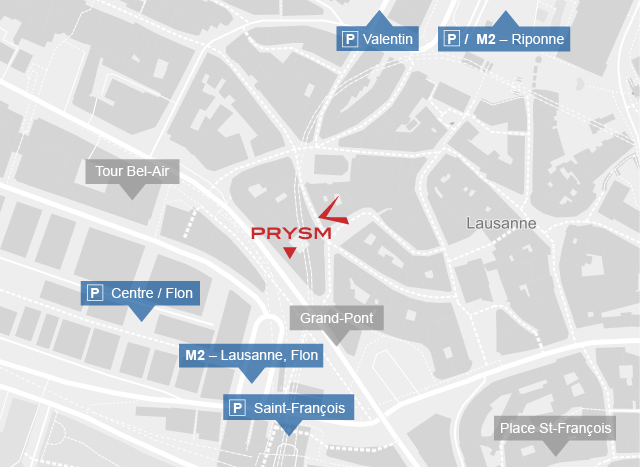 P Valentin
P / M2 – Riponne
Tour Bel-Air
Lausanne
PRYSM
P Centre / Flon
Grand-Pont
M2 – Lausanne, Flon
P Saint-François
Place St-François